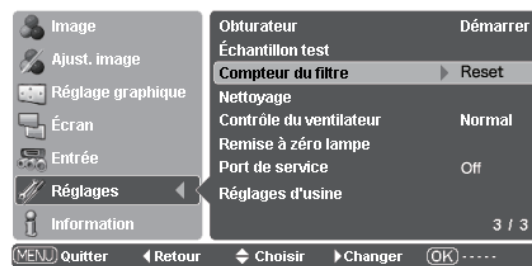 Image
Ajust. image
Réglage graphique
Écran
Entrée
Réglages
Information
Obturateur Démarrer
Échantillon test
Compteur du filtre Reset
Nettoyage
Contrôle du ventilateur Normal
Remise à zéro lampe
Port de service Off
Réglages d'usine
3 / 3
MENU Quitter Retour Choisir Changer OK -----